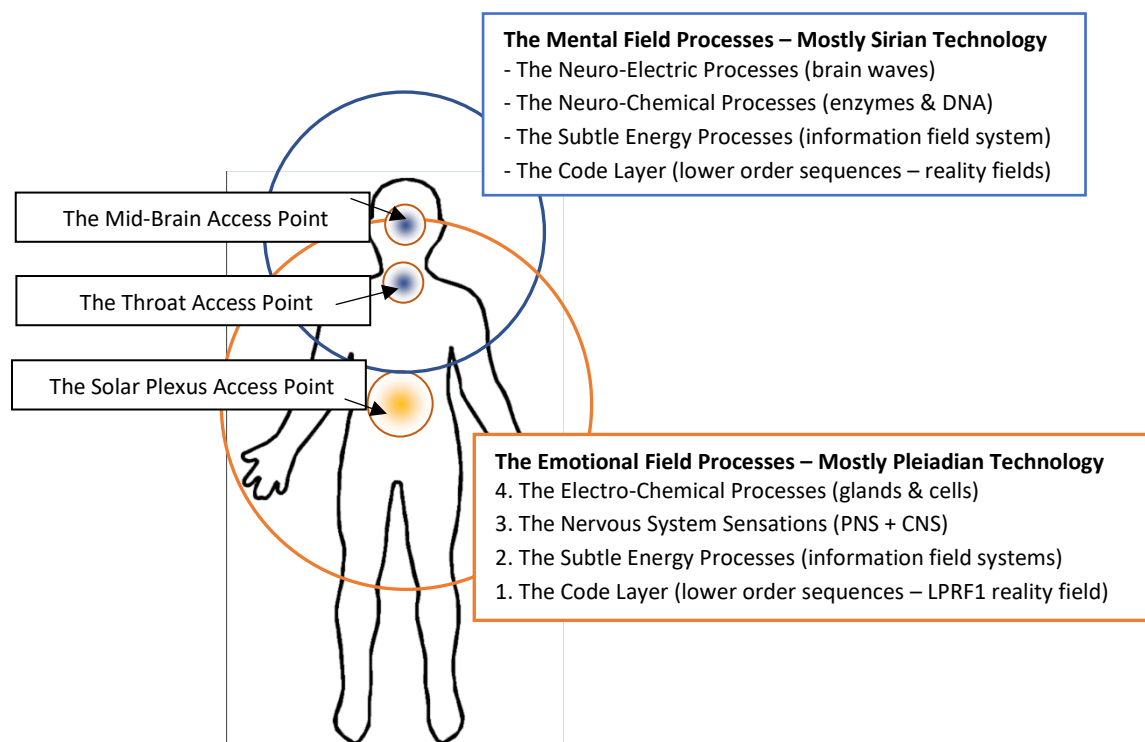 The Mental Field Processes – Mostly Sirian Technology
- The Neuro-Electric Processes (brain waves)
- The Neuro-Chemical Processes (enzymes & DNA)
- The Subtle Energy Processes (information field system)
- The Code Layer (lower order sequences – reality fields)
The Mid-Brain Access Point
The Throat Access Point
The Solar Plexus Access Point
The Emotional Field Processes – Mostly Pleiadian Technology
4. The Electro-Chemical Processes (glands & cells)
3. The Nervous System Sensations (PNS + CNS)
2. The Subtle Energy Processes (information field systems)
1. The Code Layer (lower order sequences – LPRF1 reality field)